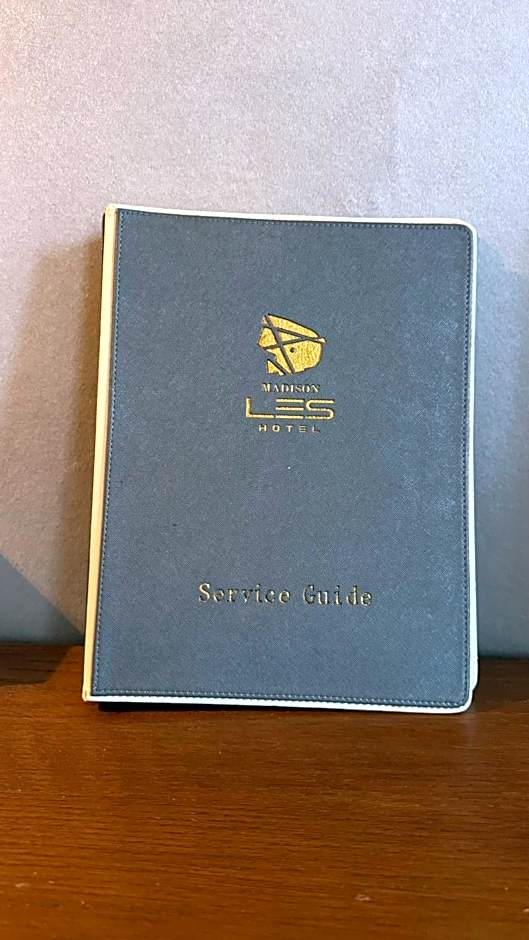 MADISON
LES
HOTEL
Service Guide